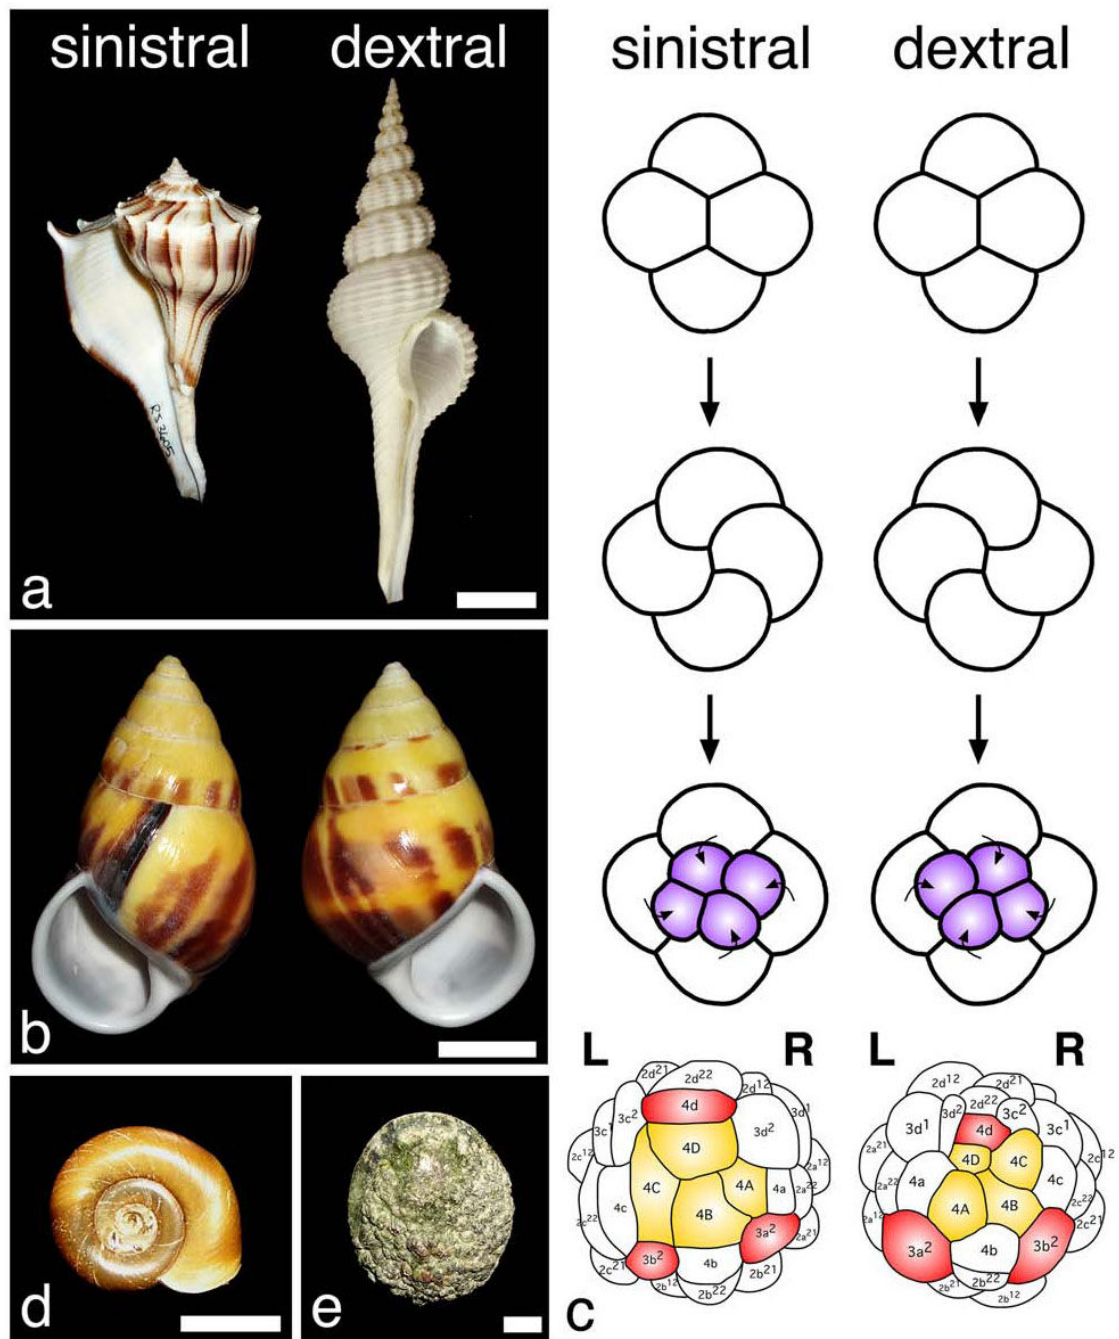 sinistral dextral
a
RS3605
b
d
e
sinistral dextral
L R
2d21 2d22 2d12
4d
3c1 3c2 3d2 3d1
4D
2c12 2a12
4C 4A 4a 2a22
2c22 4c 4B
3a2 2a21
3b2 4b
2c21 2b12 2b22 2b21
L R
2d12 2d21
2d22
3d1 3d2 4d 3c2 3c1
2a21 4D 4C 2c12
4a 4c 2c22
2a12 4A 4B 2c21
3a2 4b 3b2
2b21 2b22 2b12
c